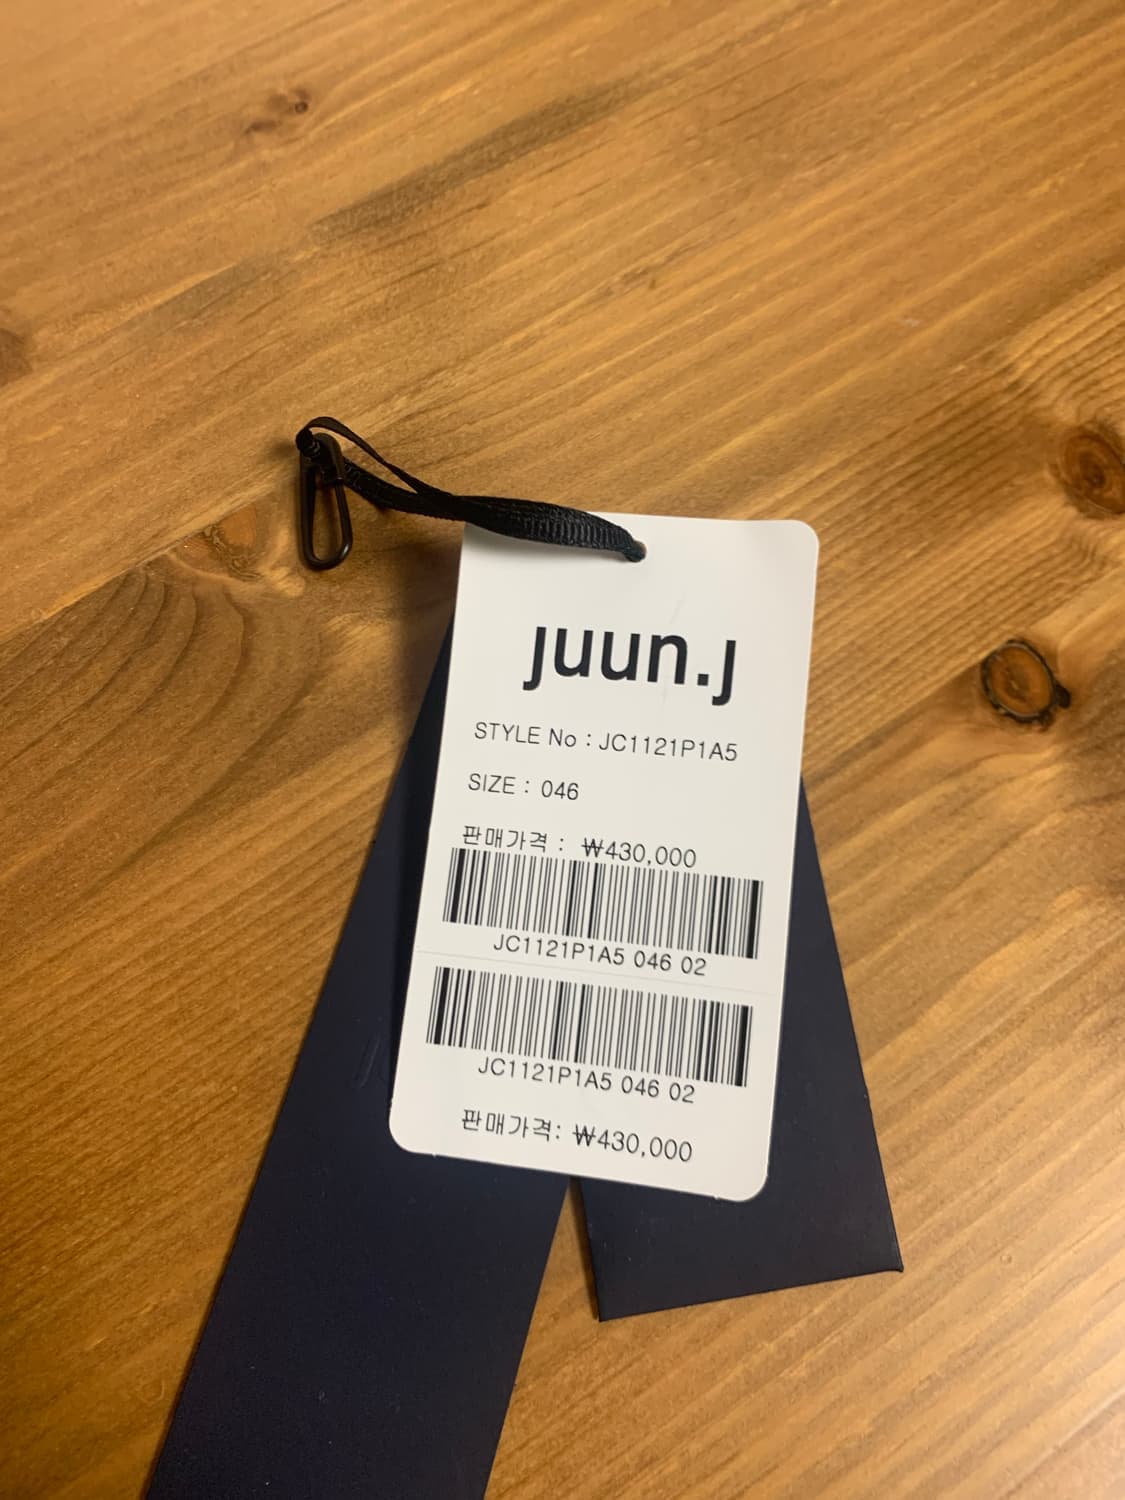 juun.j
STYLE No : JC1121P1A5
SIZE : 046
판매가격 : ₩430,000
JC1121P1A5 046 02
JC1121P1A5 046 02
판매가격: ₩430,000